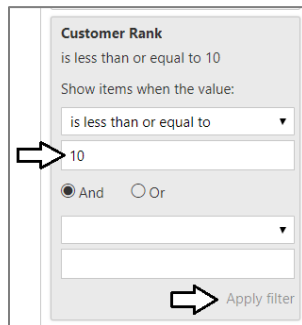 Customer Rank
is less than or equal to 10
Show items when the value:
is less than or equal to
10
And Or
Apply filter